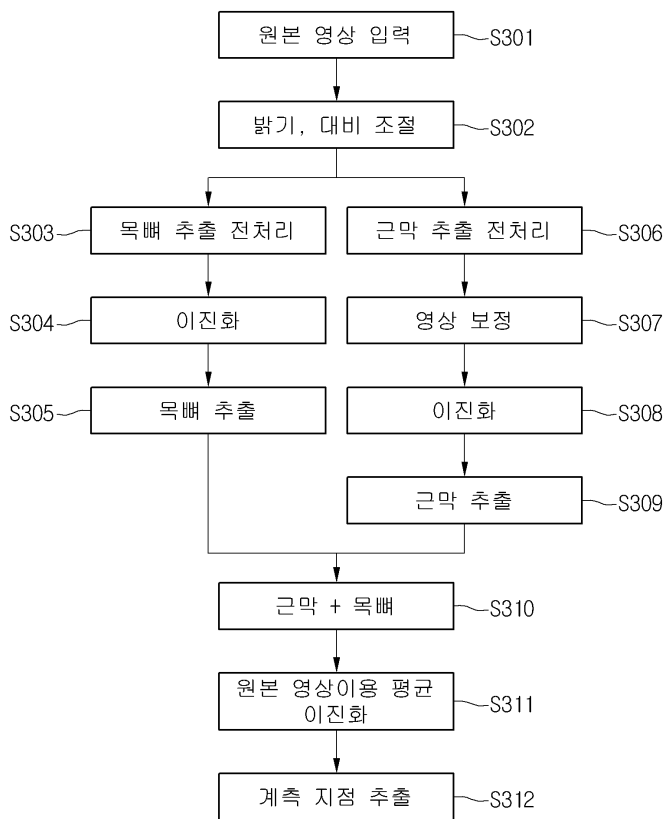 원본 영상 입력
S301
밝기, 대비 조절
S302
S303
목뼈 추출 전처리
근막 추출 전처리
S306
S304
이진화
영상 보정
S307
S305
목뼈 추출
이진화
S308
근막 추출
S309
근막 + 목뼈
S310
원본 영상이용 평균
이진화
S311
계측 지점 추출
S312